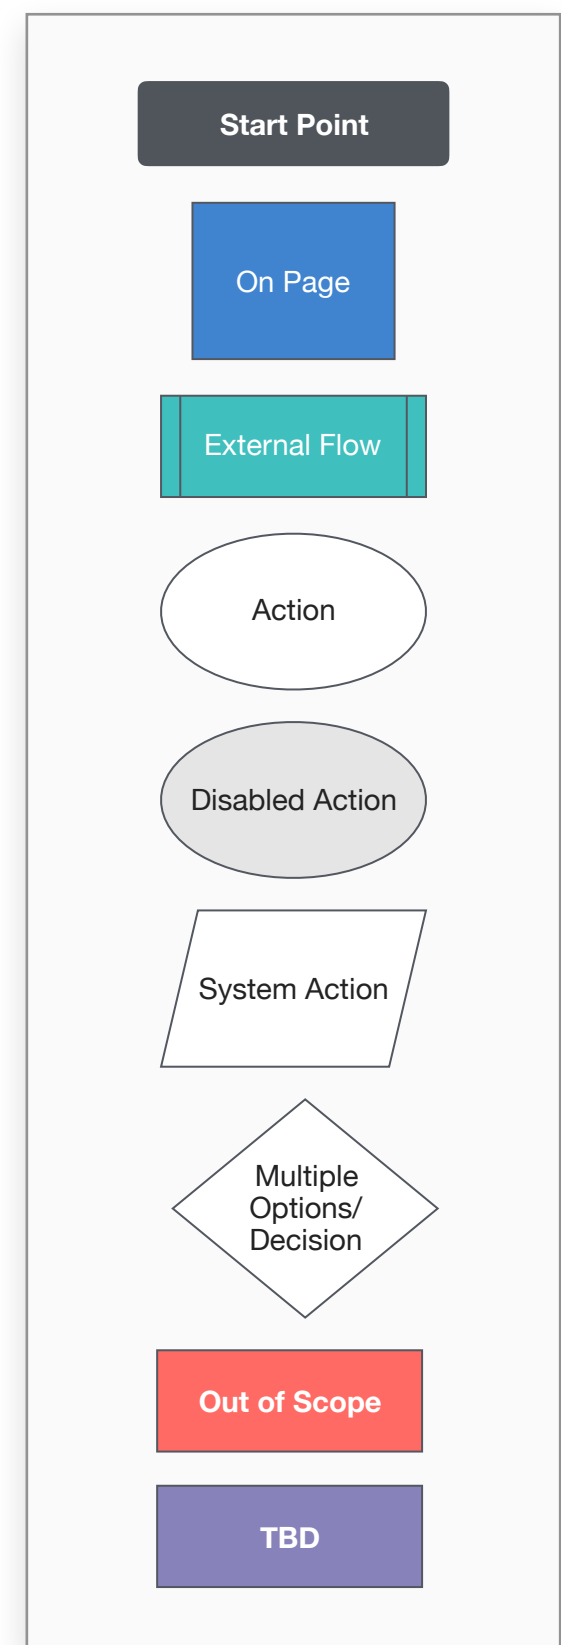 Start Point
On Page
External Flow
Action
Disabled Action
System Action
Multiple
Options/
Decision
Out of Scope
TBD